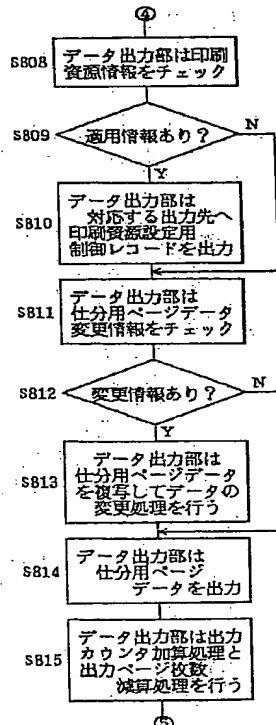 ④
S808
データ出力部は印刷
資源情報をチェック
S809
適用情報あり？
N
Y
S810
データ出力部は
対応する出力先へ
印刷資源設定用
制御レコードを出力
S811
データ出力部は
仕分用ページデータ
変更情報をチェック
S812
変更情報あり？
N
Y
S813
データ出力部は
仕分用ページデータ
を複写してデータの
変更処理を行う
S814
データ出力部は
仕分用ページ
データを出力
S815
データ出力部は出力
カウンタ加算処理と
出力ページ枚数
減算処理を行う
⑤